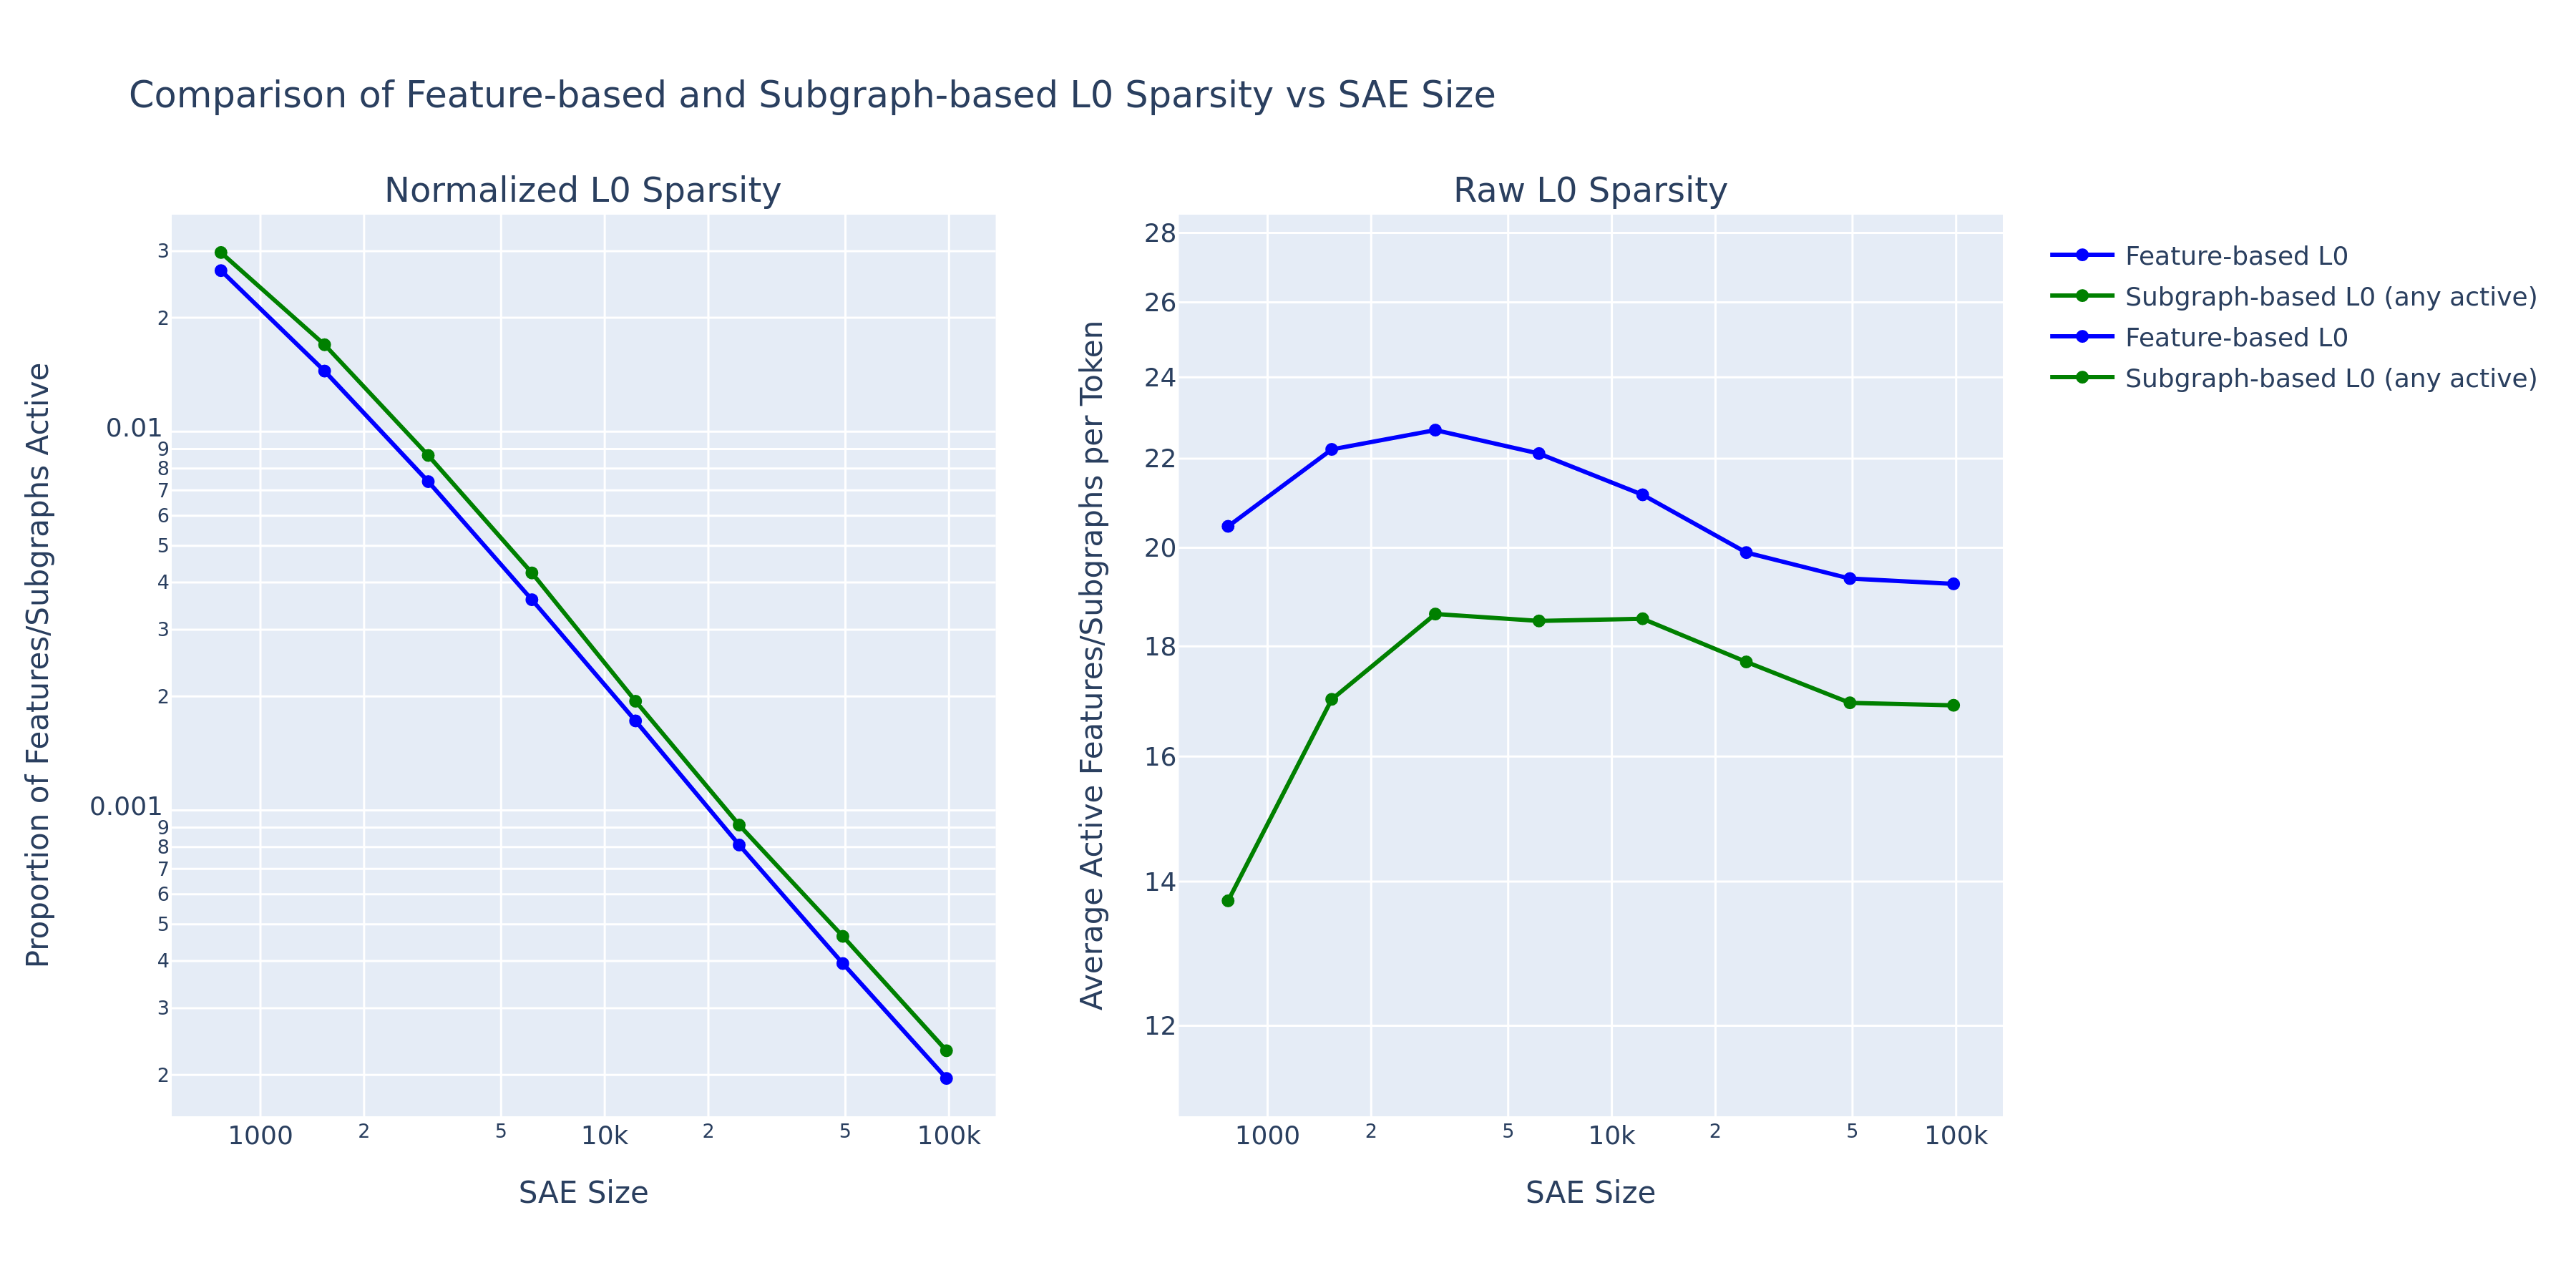 Comparison of Feature-based and Subgraph-based L0 Sparsity vs SAE Size
Normalized L0 Sparsity
Proportion of Features/Subgraphs Active
3
2
0.01
9
8
7
6
5
4
3
2
0.001
9
8
7
6
5
4
3
2
1000
2
5
10k
2
5
100k
SAE Size
Raw L0 Sparsity
Average Active Features/Subgraphs per Token
28
26
24
22
20
18
16
14
12
1000
2
5
10k
2
5
100k
SAE Size
Feature-based L0
Subgraph-based L0 (any active)
Feature-based L0
Subgraph-based L0 (any active)